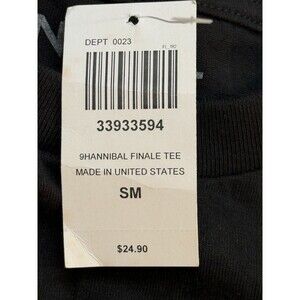 DEPT 0023
33933594
9HANNIBAL FINALE TEE
MADE IN UNITED STATES
SM
$24.90